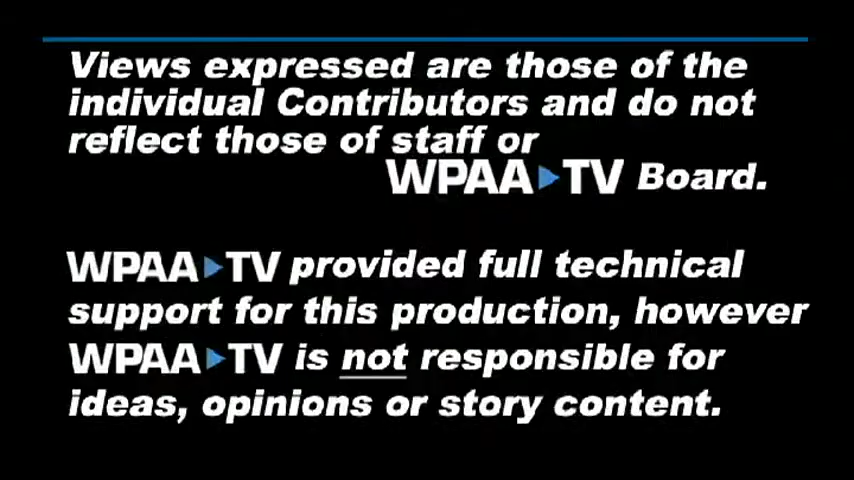 Views expressed are those of the
individual Contributors and do not
reflect those of staff or
WPAA TV Board.
WPAA TV provided full technical
support for this production, however
WPAA TV is not responsible for
ideas, opinions or story content.